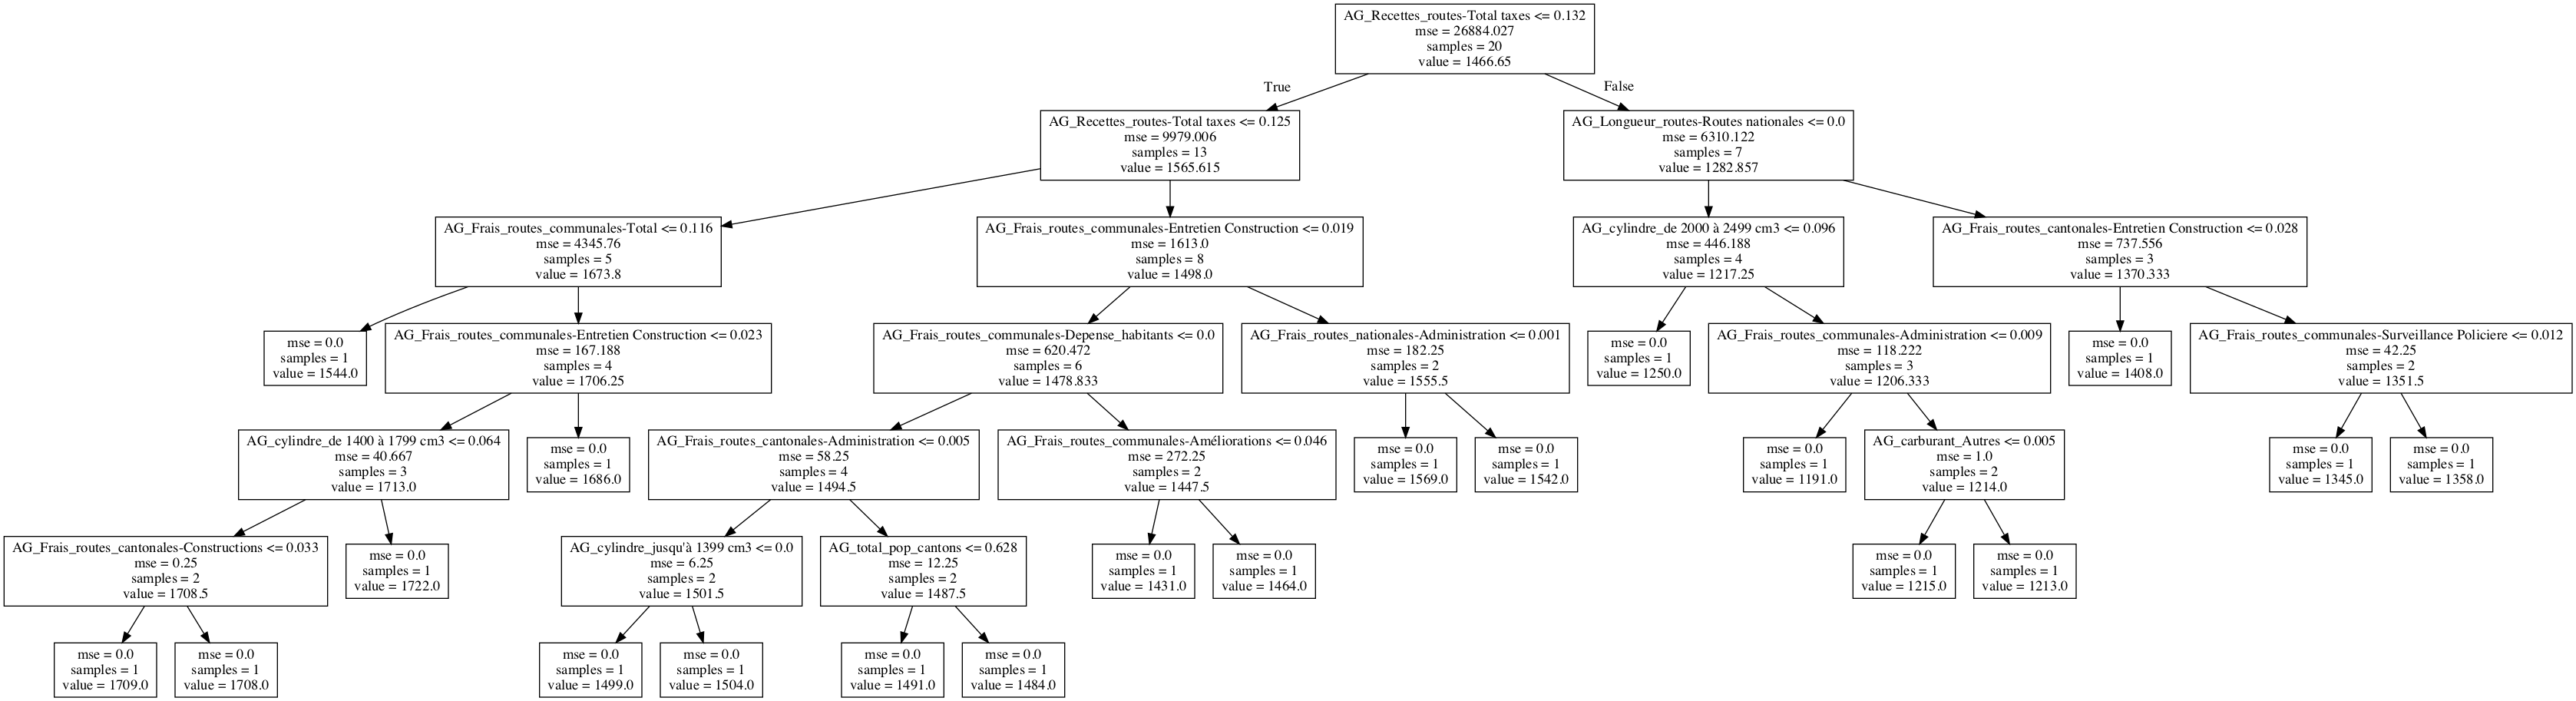 AG_Recettes_routes-Total taxes <= 0.132
mse = 26884.027
samples = 20
value = 1466.65
True
False
AG_Recettes_routes-Total taxes <= 0.125
mse = 9979.006
samples = 13
value = 1565.615
AG_Longueur_routes-Routes nationales <= 0.0
mse = 6310.122
samples = 7
value = 1282.857
AG_Frais_routes_communales-Total <= 0.116
mse = 4345.76
samples = 5
value = 1673.8
AG_Frais_routes_communales-Entretien Construction <= 0.019
mse = 1613.0
samples = 8
value = 1498.0
AG_cylindre_de 2000 à 2499 cm3 <= 0.096
mse = 446.188
samples = 4
value = 1217.25
AG_Frais_routes_cantonales-Entretien Construction <= 0.028
mse = 737.556
samples = 3
value = 1370.333
mse = 0.0
samples = 1
value = 1544.0
AG_Frais_routes_communales-Entretien Construction <= 0.023
mse = 167.188
samples = 4
value = 1706.25
AG_Frais_routes_communales-Depense_habitants <= 0.0
mse = 620.472
samples = 6
value = 1478.833
AG_Frais_routes_nationales-Administration <= 0.001
mse = 182.25
samples = 2
value = 1555.5
mse = 0.0
samples = 1
value = 1250.0
AG_Frais_routes_communales-Administration <= 0.009
mse = 118.222
samples = 3
value = 1206.333
mse = 0.0
samples = 1
value = 1408.0
AG_Frais_routes_communales-Surveillance Policiere <= 0.012
mse = 42.25
samples = 2
value = 1351.5
AG_cylindre_de 1400 à 1799 cm3 <= 0.064
mse = 40.667
samples = 3
value = 1713.0
mse = 0.0
samples = 1
value = 1686.0
AG_Frais_routes_cantonales-Administration <= 0.005
mse = 58.25
samples = 4
value = 1494.5
AG_Frais_routes_communales-Améliorations <= 0.046
mse = 272.25
samples = 2
value = 1447.5
mse = 0.0
samples = 1
value = 1569.0
mse = 0.0
samples = 1
value = 1542.0
mse = 0.0
samples = 1
value = 1191.0
AG_carburant_Autres <= 0.005
mse = 1.0
samples = 2
value = 1214.0
mse = 0.0
samples = 1
value = 1345.0
mse = 0.0
samples = 1
value = 1358.0
AG_Frais_routes_cantonales-Constructions <= 0.033
mse = 0.25
samples = 2
value = 1708.5
mse = 0.0
samples = 1
value = 1722.0
AG_cylindre_jusqu'à 1399 cm3 <= 0.0
mse = 6.25
samples = 2
value = 1501.5
AG_total_pop_cantons <= 0.628
mse = 12.25
samples = 2
value = 1487.5
mse = 0.0
samples = 1
value = 1431.0
mse = 0.0
samples = 1
value = 1464.0
mse = 0.0
samples = 1
value = 1215.0
mse = 0.0
samples = 1
value = 1213.0
mse = 0.0
samples = 1
value = 1709.0
mse = 0.0
samples = 1
value = 1708.0
mse = 0.0
samples = 1
value = 1499.0
mse = 0.0
samples = 1
value = 1504.0
mse = 0.0
samples = 1
value = 1491.0
mse = 0.0
samples = 1
value = 1484.0